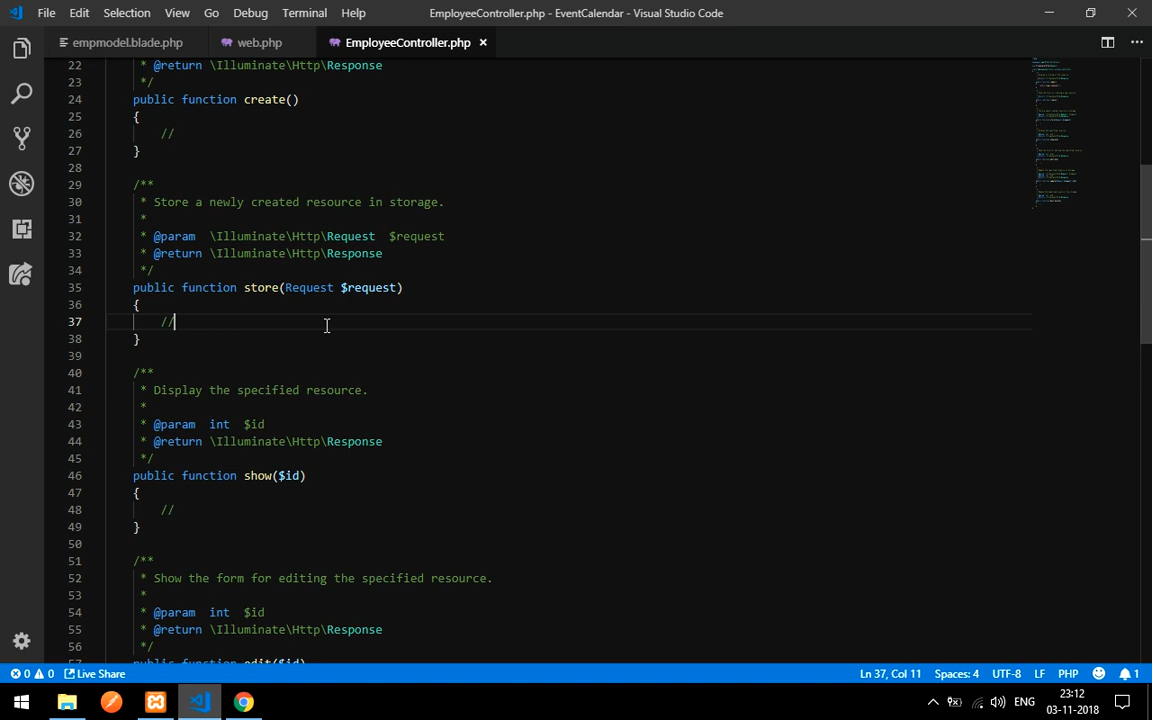 File Edit Selection View Go Debug Terminal Help
EmployeeController.php - EventCalendar - Visual Studio Code
empmodel.blade.php web.php EmployeeController.php
22 * @return \Illuminate\Http\Response
23 */
24 public function create()
25 {
26 //
27 }
28
29 /**
30 * Store a newly created resource in storage.
31 *
32 * @param \Illuminate\Http\Request $request
33 * @return \Illuminate\Http\Response
34 */
35 public function store(Request $request)
36 {
37 //
38 }
39
40 /**
41 * Display the specified resource.
42 *
43 * @param int $id
44 * @return \Illuminate\Http\Response
45 */
46 public function show($id)
47 {
48 //
49 }
50
51 /**
52 * Show the form for editing the specified resource.
53 *
54 * @param int $id
55 * @return \Illuminate\Http\Response
56 */
57 public function edit($id)
0 0 Live Share Ln 37, Col 11 Spaces: 4 UTF-8 LF PHP 1
ENG 23:12
03-11-2018